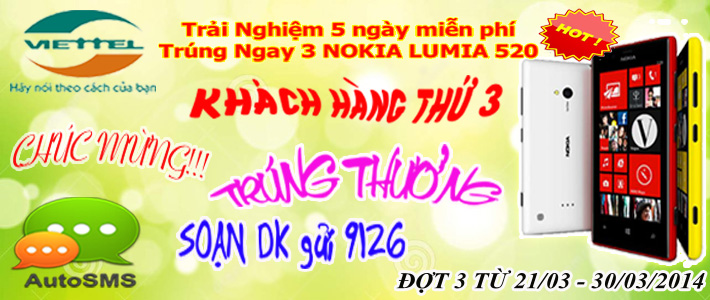 VIETTEL
Hãy nói theo cách của bạn
Trải Nghiệm 5 ngày miễn phí
Trúng Ngay 3 NOKIA LUMIA 520
HOT !
KHÁCH HÀNG THỨ 3
CHÚC MỪNG!!!
TRÚNG THƯỞNG
SOẠN DK gửi 9126
AutoSMS
NOKIA
NOKIA
ĐỢT 3 TỪ 21/03 - 30/03/2014